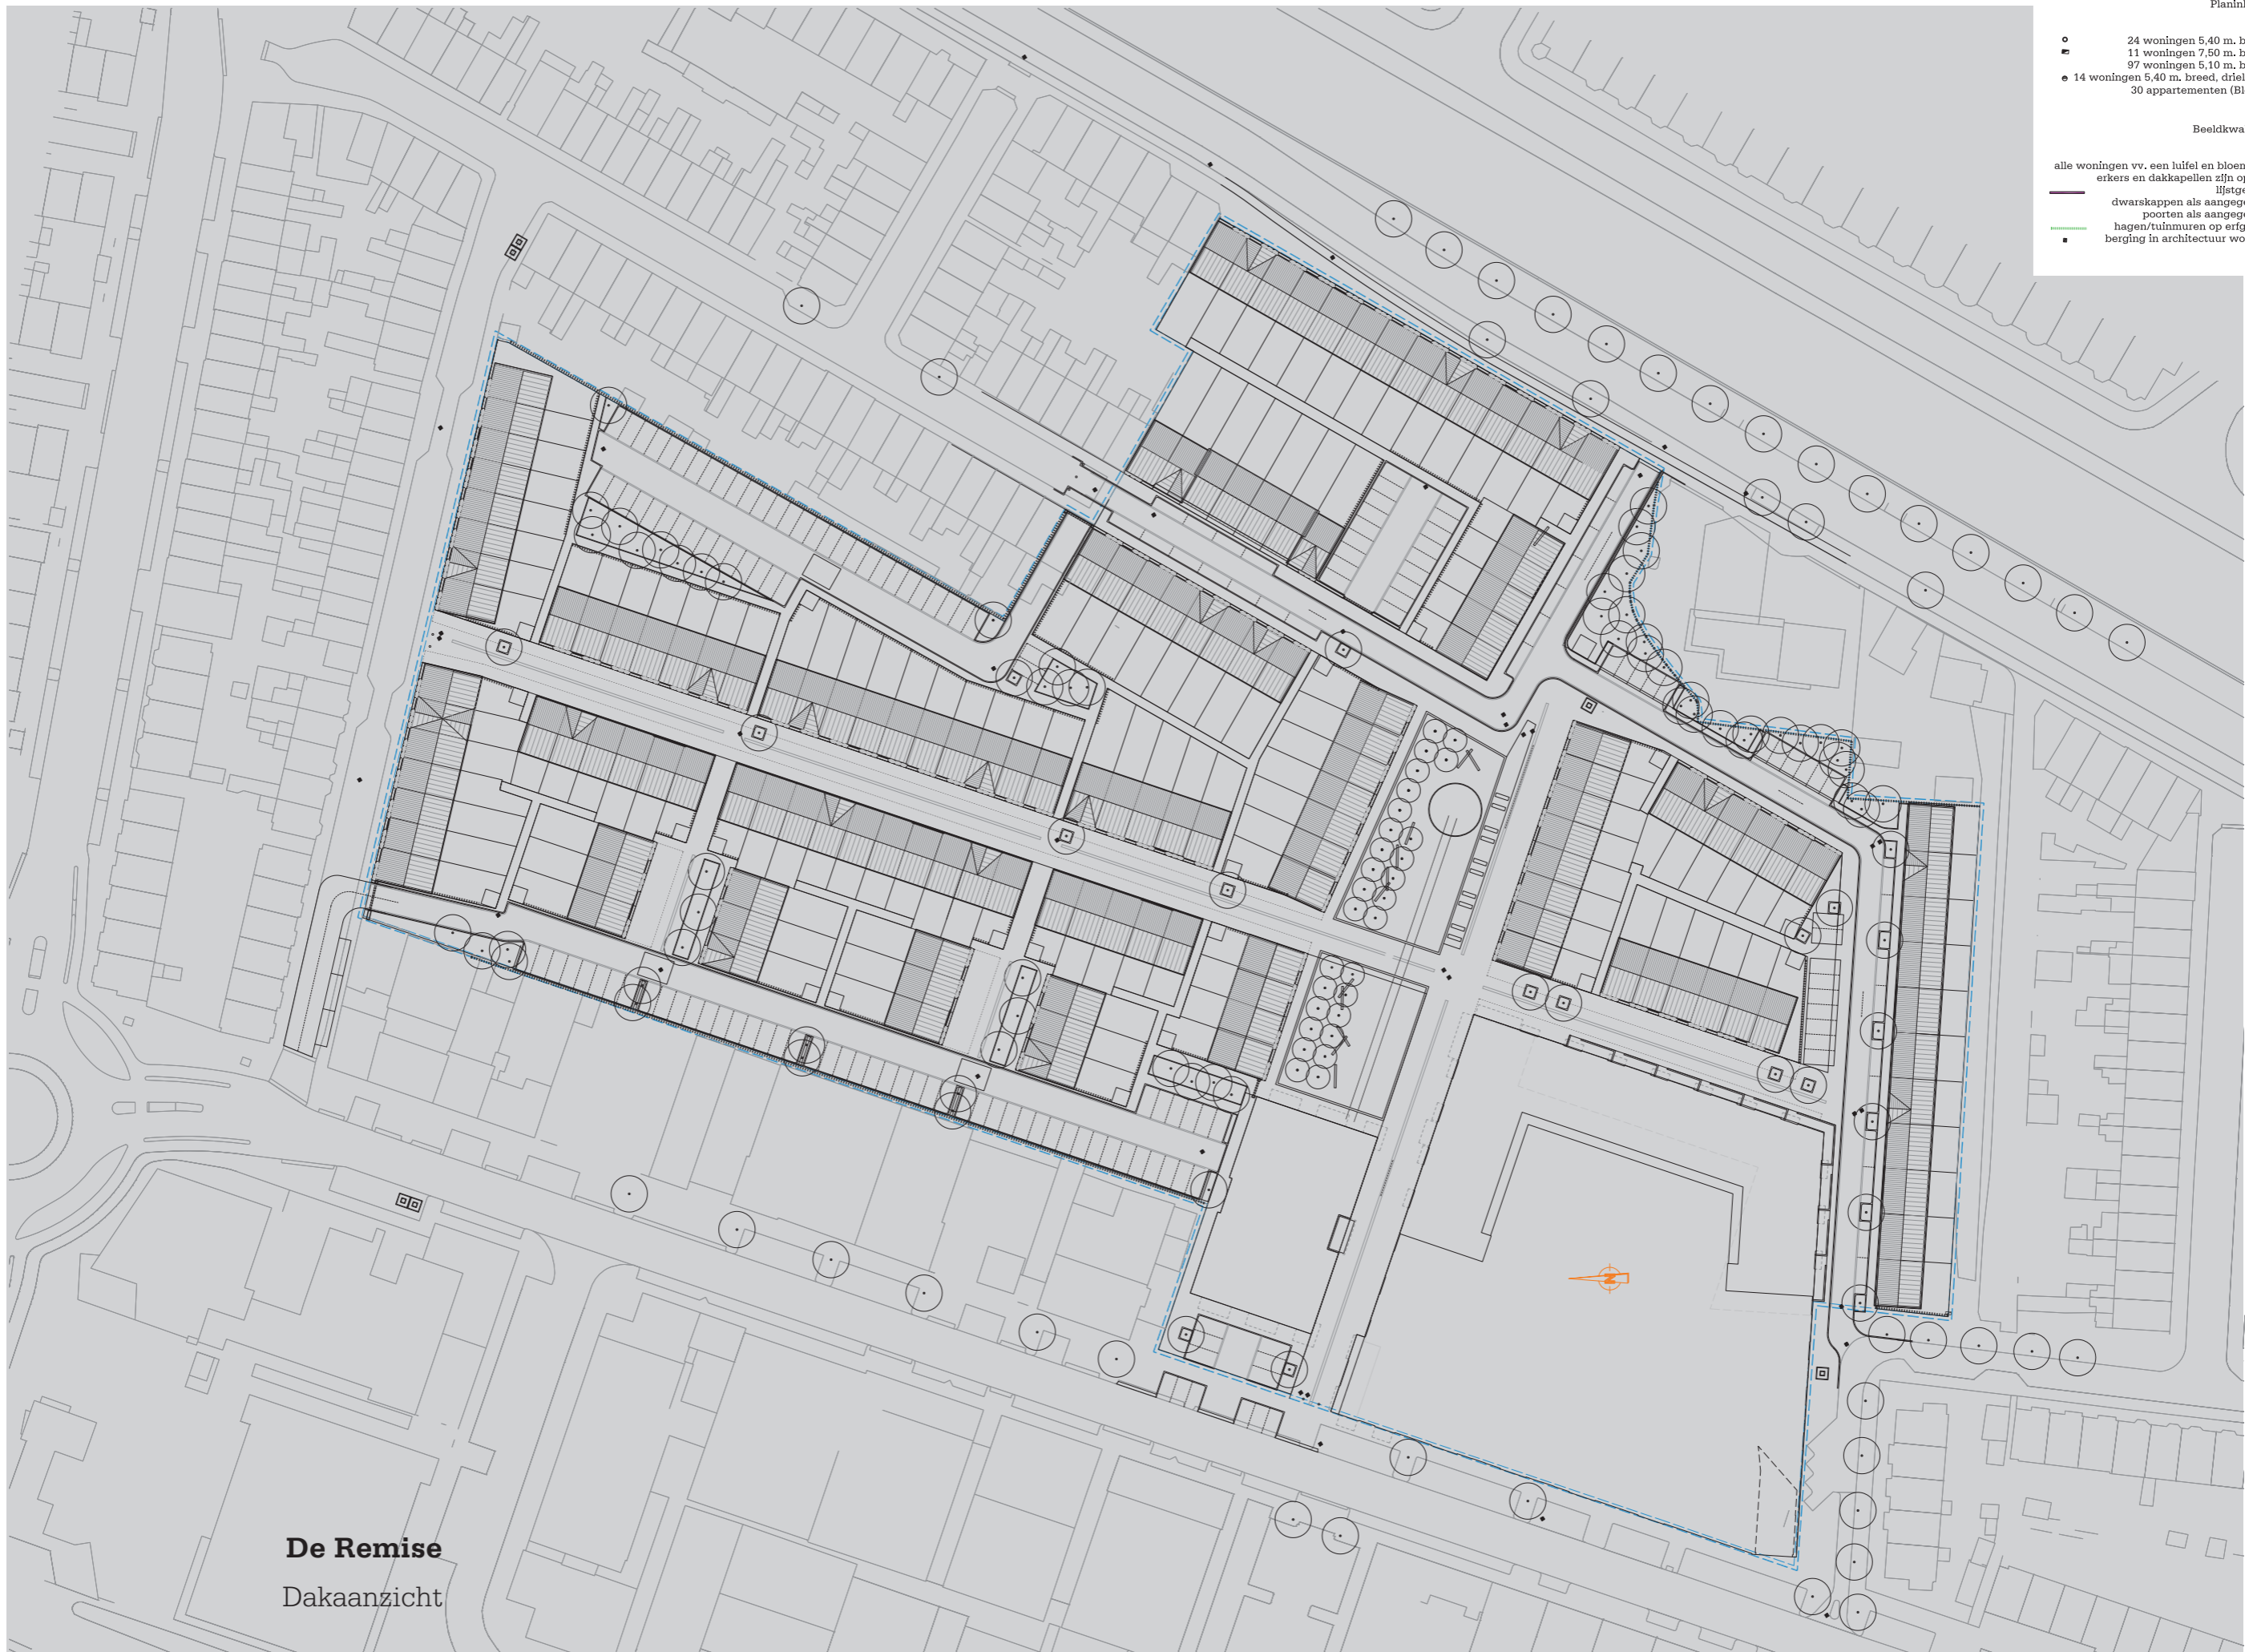 Planinl
24 woningen 5,40 m. b
11 woningen 7,50 m. b
97 woningen 5,10 m. b
14 woningen 5,40 m. breed, driel
30 appartementen (Bl
Beeldkwa
alle woningen vv. een luifel en bloem
erkers en dakkapellen zijn op
lijstge
dwarskappen als aangege
poorten als aangege
hagen/tuinmuren op erfg
berging in architectuur wo
De Remise
Dakaanzicht